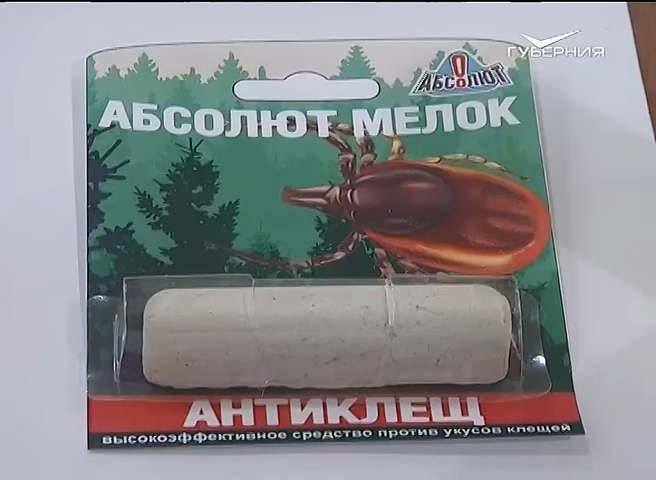 ГУБЕРНИЯ
АБСОЛЮТ
АБСОЛЮТ МЕЛОК
АНТИКЛЕЩ
ВЫСОКОЭФФЕКТИВНОЕ СРЕДСТВО ПРОТИВ УКУСОВ КЛЕЩЕЙ